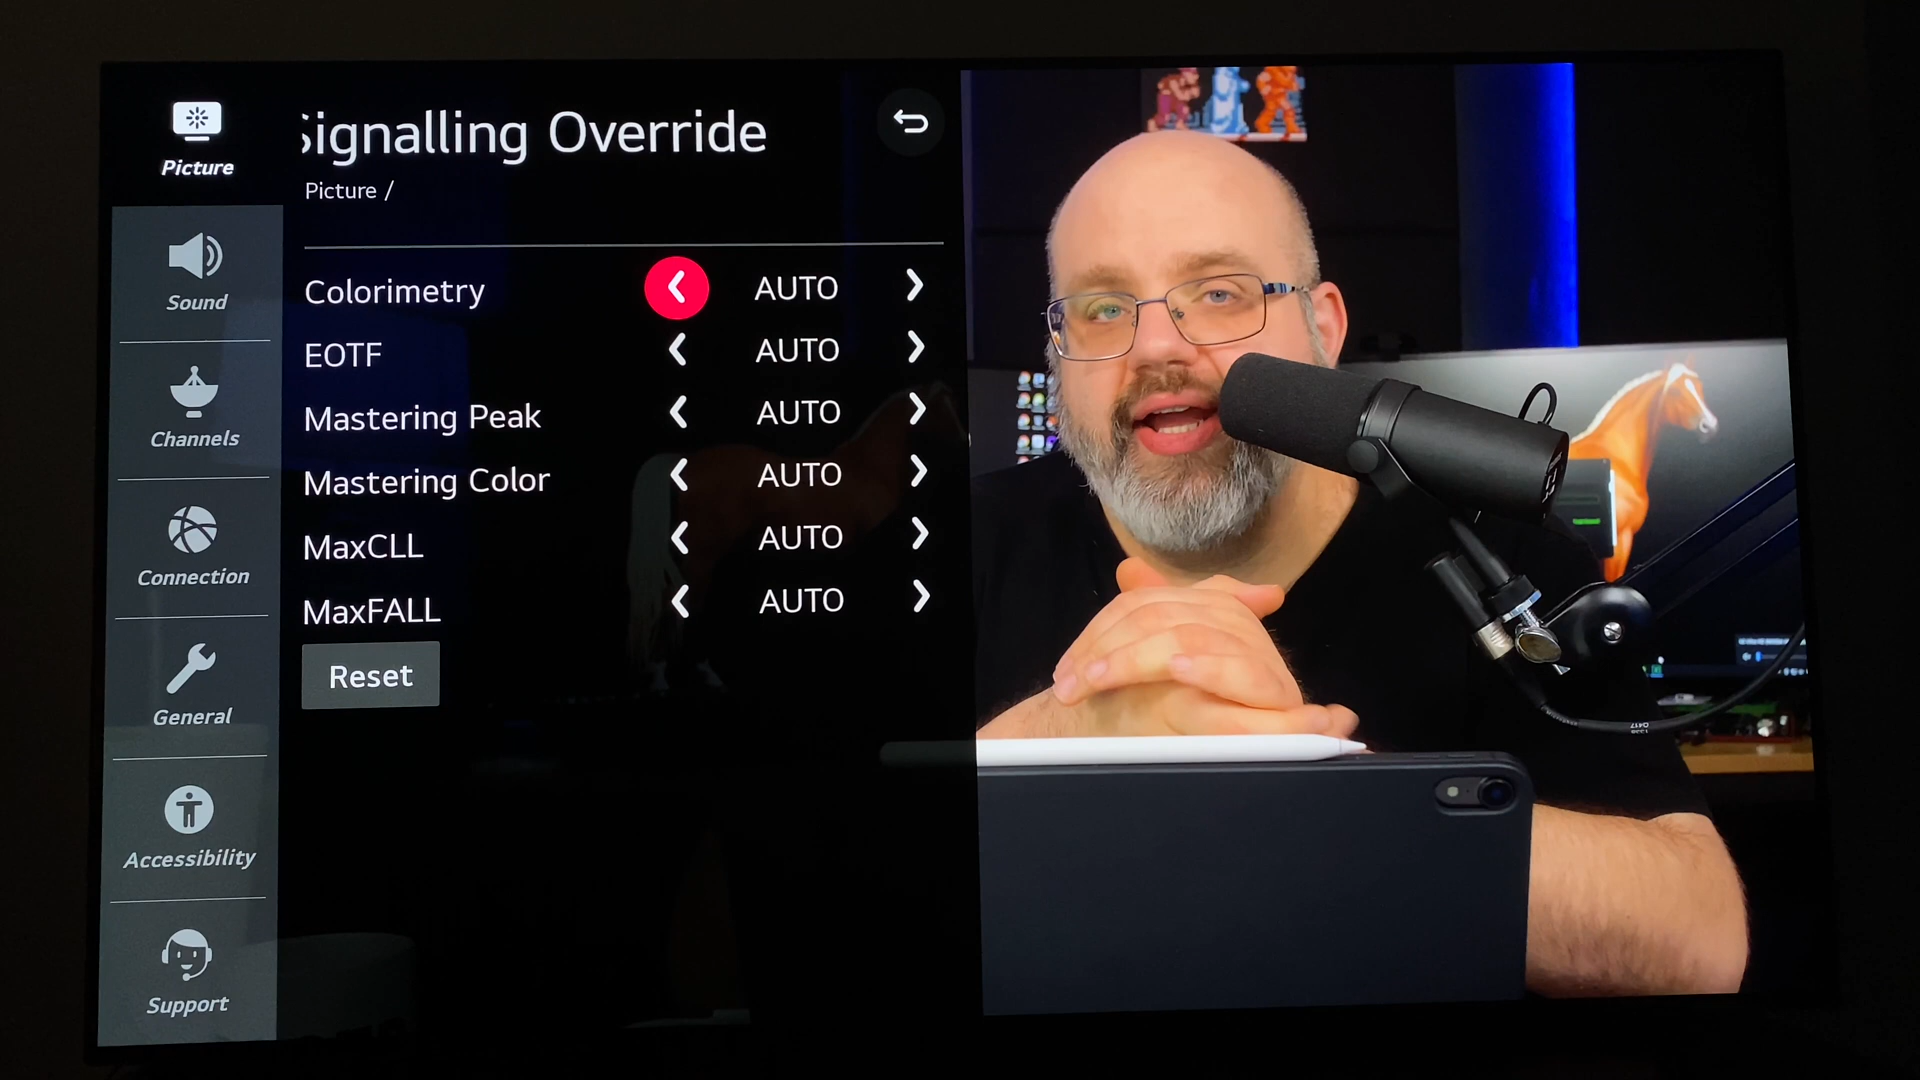 Signalling Override
Picture /
Picture
Sound
Channels
Connection
General
Accessibility
Support
Colorimetry AUTO
EOTF AUTO
Mastering Peak AUTO
Mastering Color AUTO
MaxCLL AUTO
MaxFALL AUTO
Reset